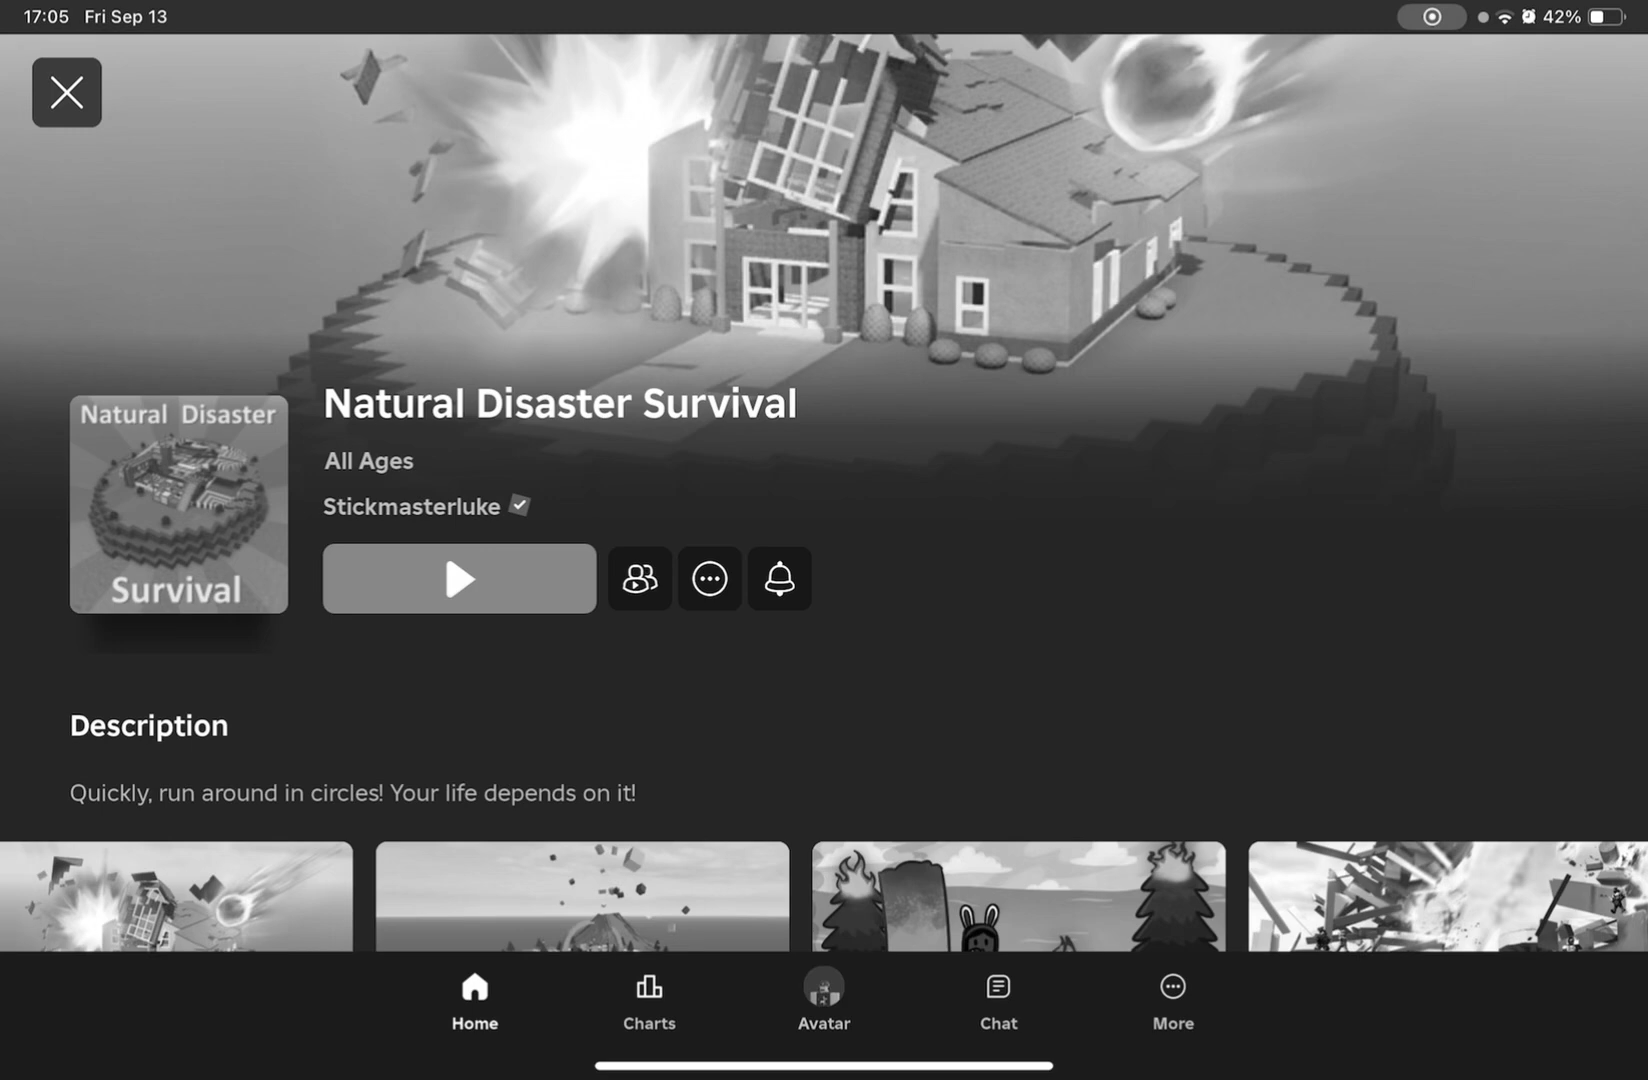 17:05 Fri Sep 13
42%
Natural Disaster
Survival
Natural Disaster Survival
All Ages
Stickmasterluke
Description
Quickly, run around in circles! Your life depends on it!
Home
Charts
Avatar
Chat
More